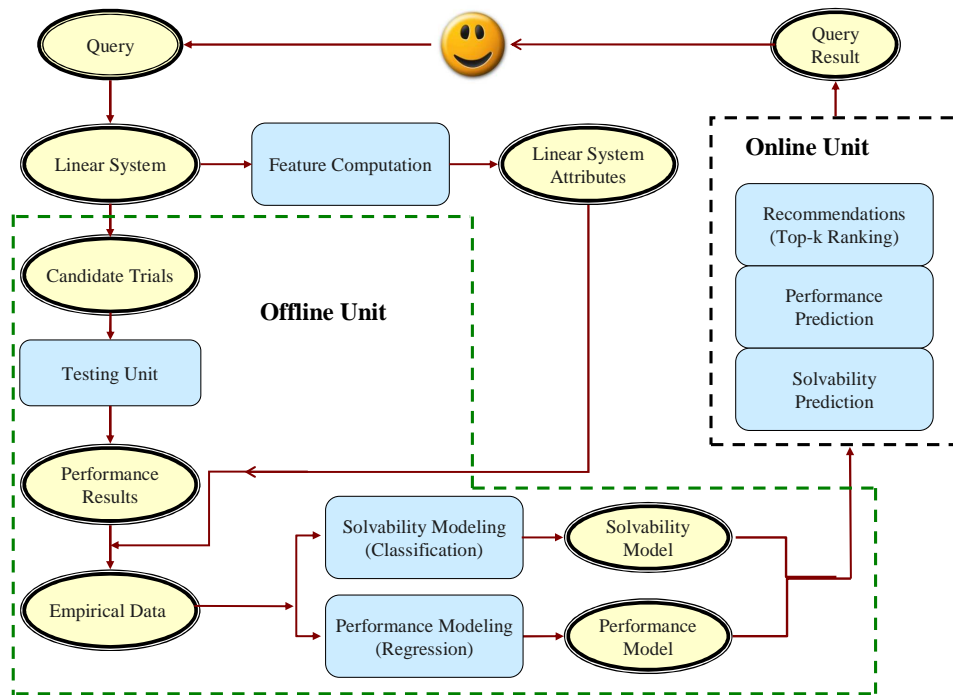 Query
Query
Result
Linear System
Feature Computation
Linear System
Attributes
Online Unit
Recommendations
(Top-k Ranking)
Performance
Prediction
Solvability
Prediction
Candidate Trials
Offline Unit
Testing Unit
Performance
Results
Solvability Modeling
(Classification)
Solvability
Model
Empirical Data
Performance Modeling
(Regression)
Performance
Model